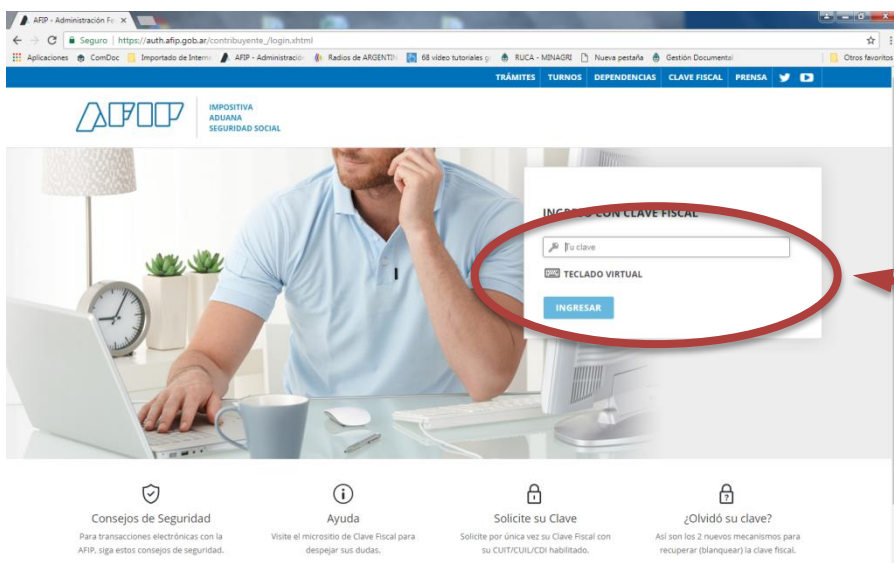 AFIP - Administración Fe
Seguro | https://auth.afip.gob.ar/contribuyente_/login.xhtml
Aplicaciones ComDoc Importado de Interne AFIP - Administració Radios de ARGENTIN 68 vídeo tutoriales g RUCA - MINAGRI Nueva pestaña Gestión Documental Otros favoritos
TRÁMITES TURNOS DEPENDENCIAS CLAVE FISCAL PRENSA
AFIP
IMPOSITIVA
ADUANA
SEGURIDAD SOCIAL
INGRESO CON CLAVE FISCAL
Tu clave
TECLADO VIRTUAL
INGRESAR
Consejos de Seguridad
Para transacciones electrónicas con la
AFIP, siga estos consejos de seguridad.
Ayuda
Visite el micrositio de Clave Fiscal para
despejar sus dudas.
Solicite su Clave
Solicite por única vez su Clave Fiscal con
su CUIT/CUIL/CDI habilitado.
¿Olvidó su clave?
Así son los 2 nuevos mecanismos para
recuperar (blanquear) la clave fiscal.